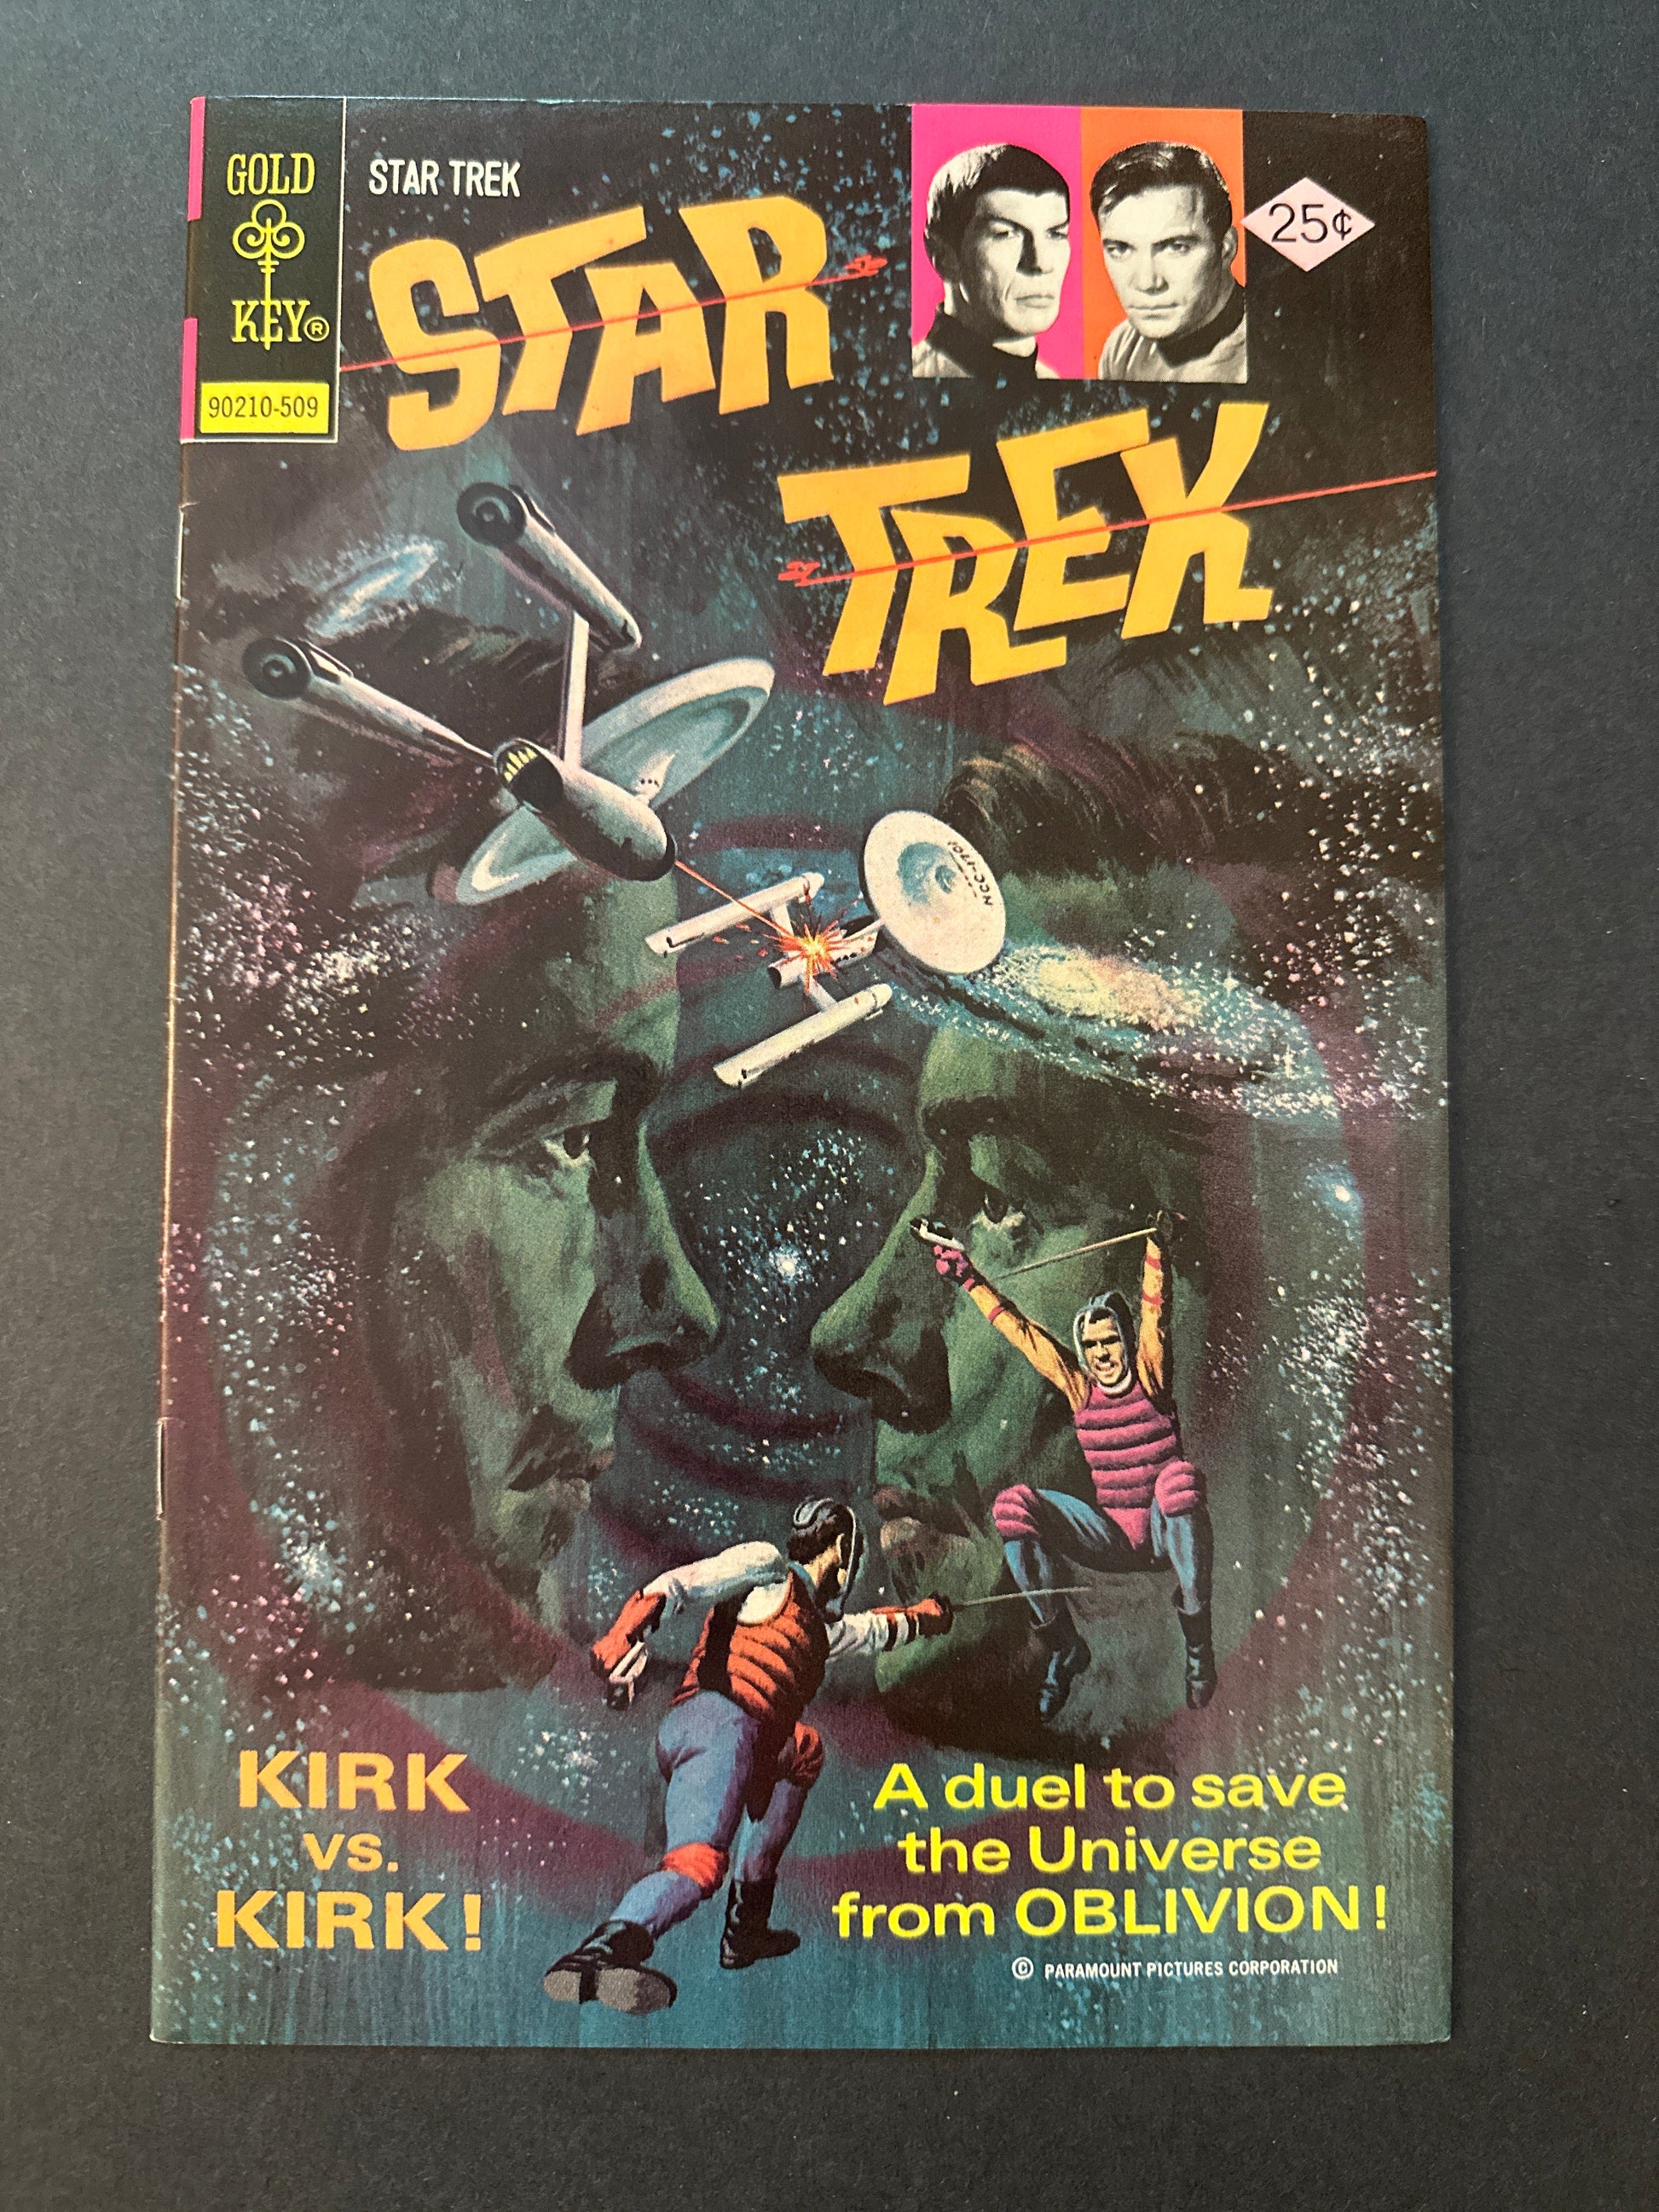 GOLD
KEY®
90210-509
STAR TREK
25¢
STAR
TREK
NCC-1701
KIRK
vs.
KIRK!
A duel to save
the Universe
from OBLIVION!
© PARAMOUNT PICTURES CORPORATION